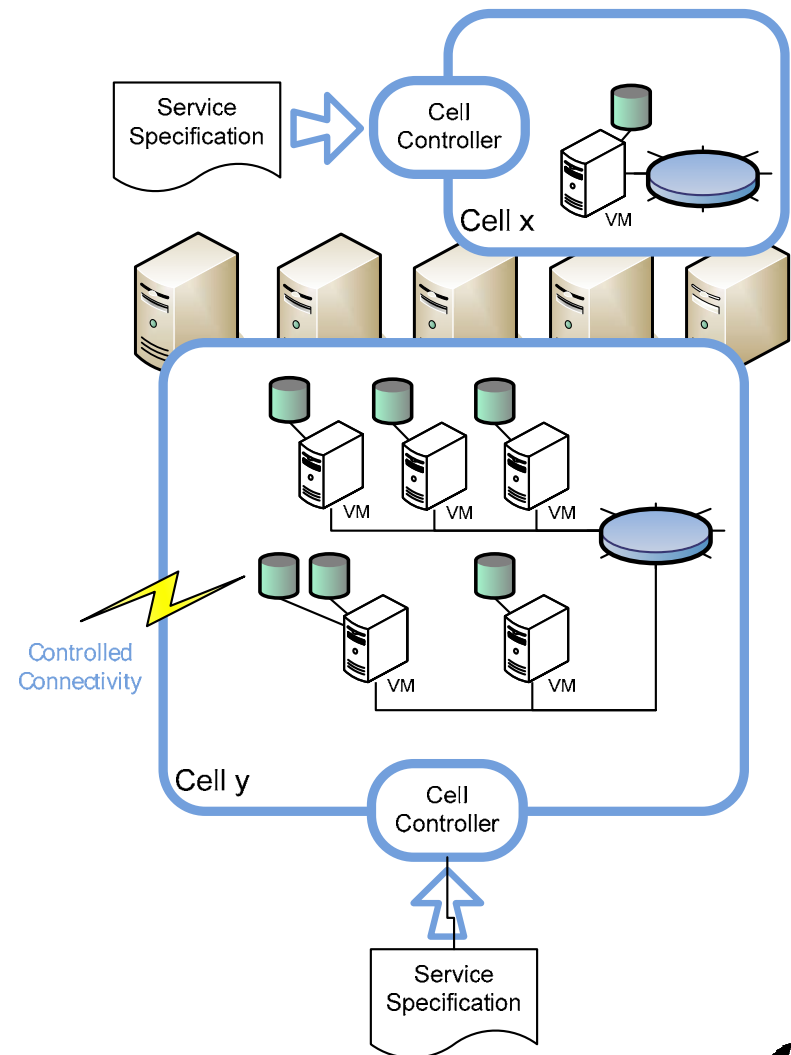 Service
Specification
Cell
Controller
Cell x
VM
VM
VM
VM
Controlled
Connectivity
VM
VM
Cell y
Cell
Controller
Service
Specification